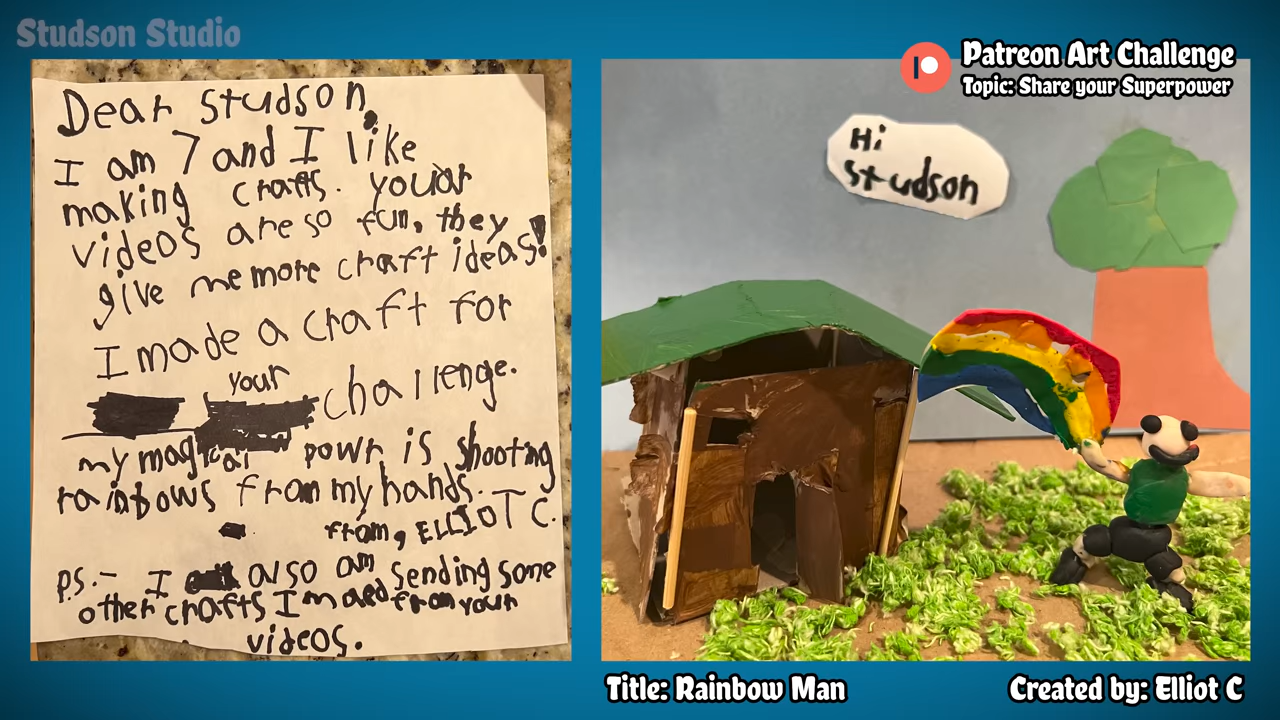 Studson Studio
Patreon Art Challenge
Topic: Share your Superpower
Dear Studson,
I am 7 and I like
making crafts. youar
videos are so fun, they
give me more craft ideas!
I made a craft for
your
challenge.
my magical powr is shooting
rainbows from my hands.
from, ELLIOT C.
p.s.- I also am sending some
other crafts I maed from your
videos.
Hi
Studson
Title: Rainbow Man
Created by: Elliot C